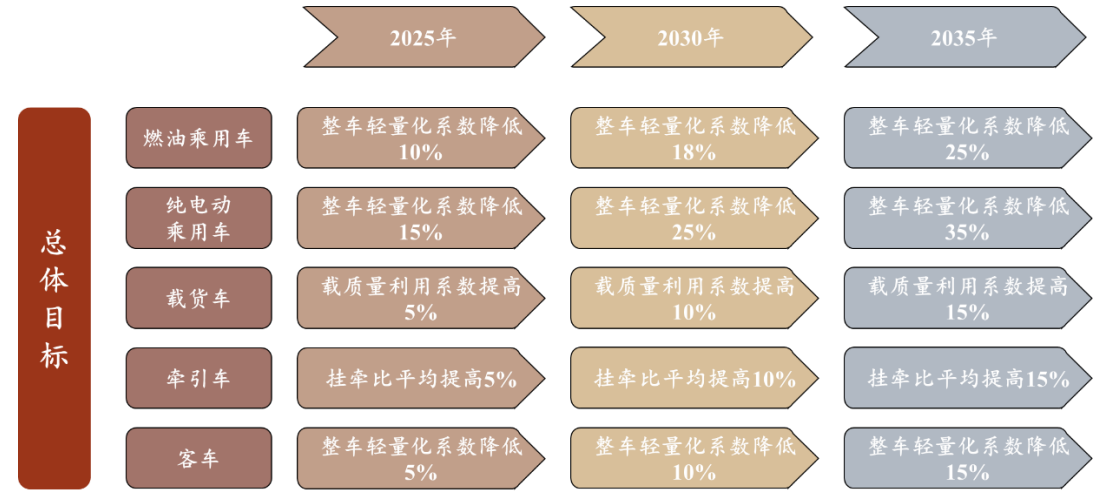 2025年
2030年
2035年
总体目标
燃油乘用车
整车轻量化系数降低
10%
整车轻量化系数降低
18%
整车轻量化系数降低
25%
纯电动
乘用车
整车轻量化系数降低
15%
整车轻量化系数降低
25%
整车轻量化系数降低
35%
载货车
载质量利用系数提高
5%
载质量利用系数提高
10%
载质量利用系数提高
15%
牵引车
挂牵比平均提高5%
挂牵比平均提高10%
挂牵比平均提高15%
客车
整车轻量化系数降低
5%
整车轻量化系数降低
10%
整车轻量化系数降低
15%